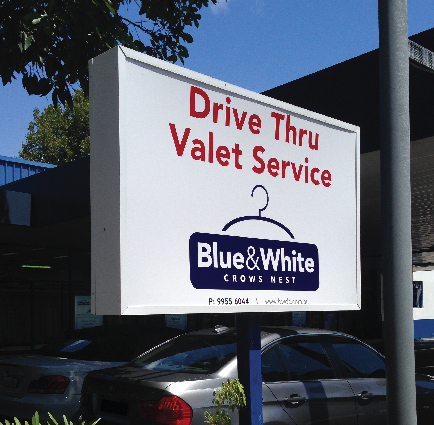 Drive Thru
Valet Service
Blue&White
CROWS NEST
P: 9955 6044 |